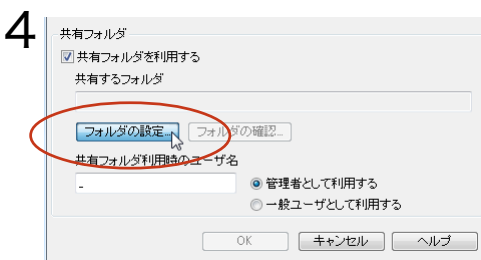 4
共有フォルダ
共有フォルダを利用する
共有するフォルダ
フォルダの設定... フォルダの確認...
共有フォルダ利用時のユーザ名
_
管理者として利用する
一般ユーザとして利用する
OK キャンセル ヘルプ